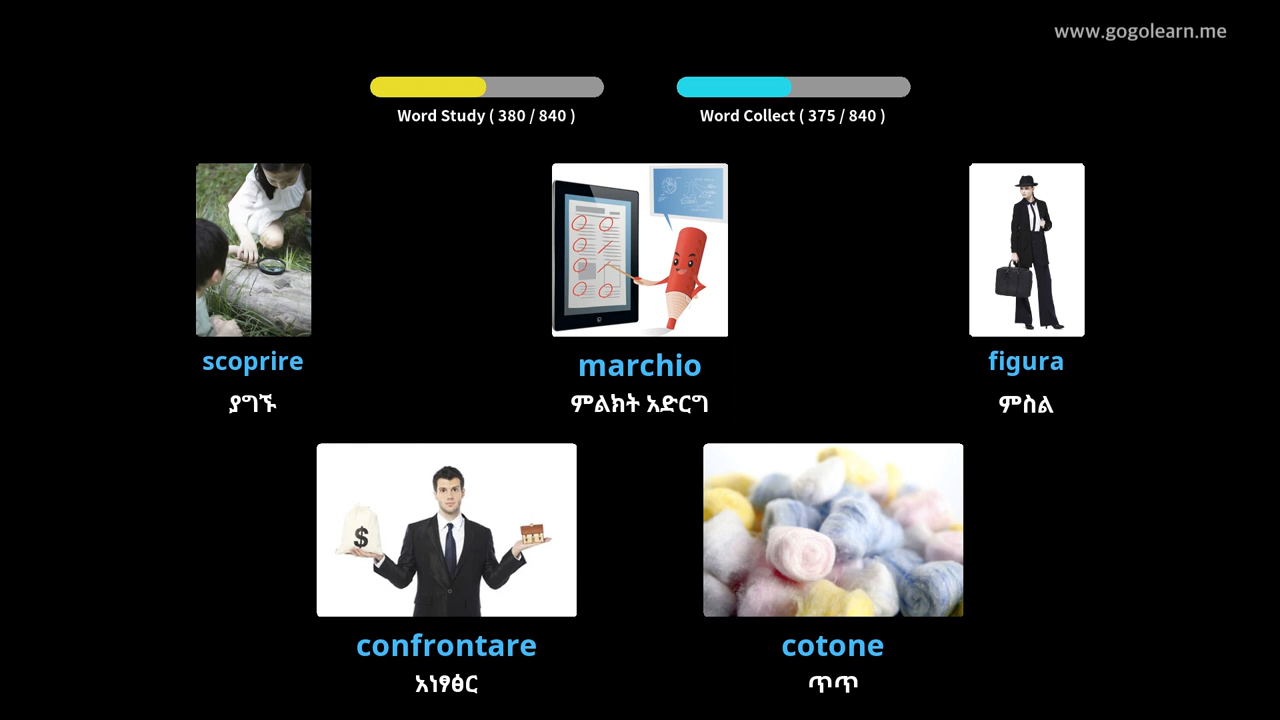 www.gogolearn.me
Word Study ( 380 / 840 )
Word Collect ( 375 / 840 )
scoprire
marchio
figura
ያግኙ
ምልክት አድርግ
ምስል
confrontare
cotone
አነፃፅር
ጥጥ